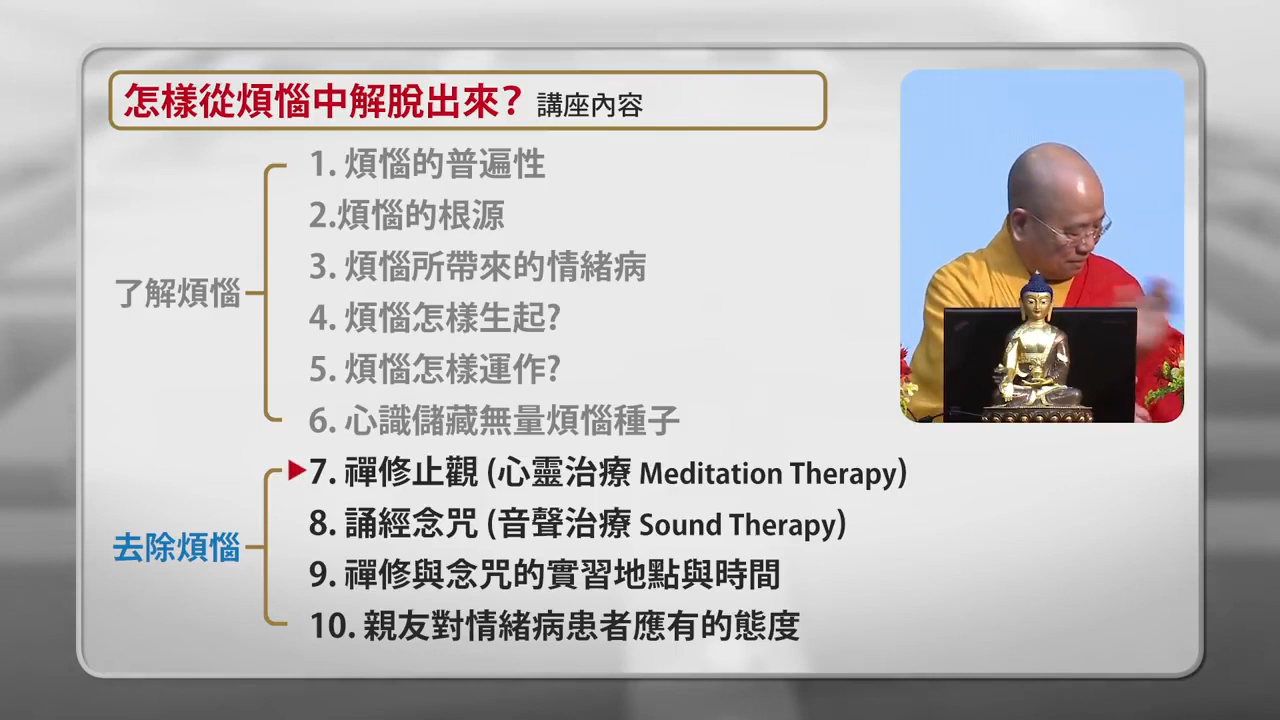 怎樣從煩惱中解脫出來? 講座內容
了解煩惱
1. 煩惱的普遍性
2.煩惱的根源
3. 煩惱所帶來的情緒病
4. 煩惱怎樣生起?
5. 煩惱怎樣運作?
6. 心識儲藏無量煩惱種子
去除煩惱
7. 禪修止觀 (心靈治療 Meditation Therapy)
8. 誦經念咒 (音聲治療 Sound Therapy)
9. 禪修與念咒的實習地點與時間
10. 親友對情緒病患者應有的態度